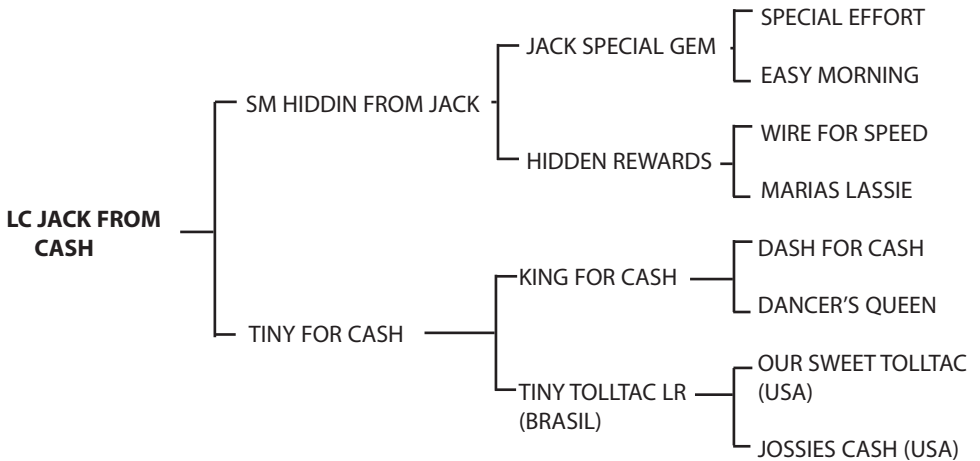 SPECIAL EFFORT
JACK SPECIAL GEM
EASY MORNING
SM HIDDIN FROM JACK
WIRE FOR SPEED
HIDDEN REWARDS
MARIAS LASSIE
LC JACK FROM
CASH
DASH FOR CASH
KING FOR CASH
DANCER'S QUEEN
TINY FOR CASH
OUR SWEET TOLLTAC
(USA)
TINY TOLLTAC LR
(BRASIL)
JOSSIES CASH (USA)